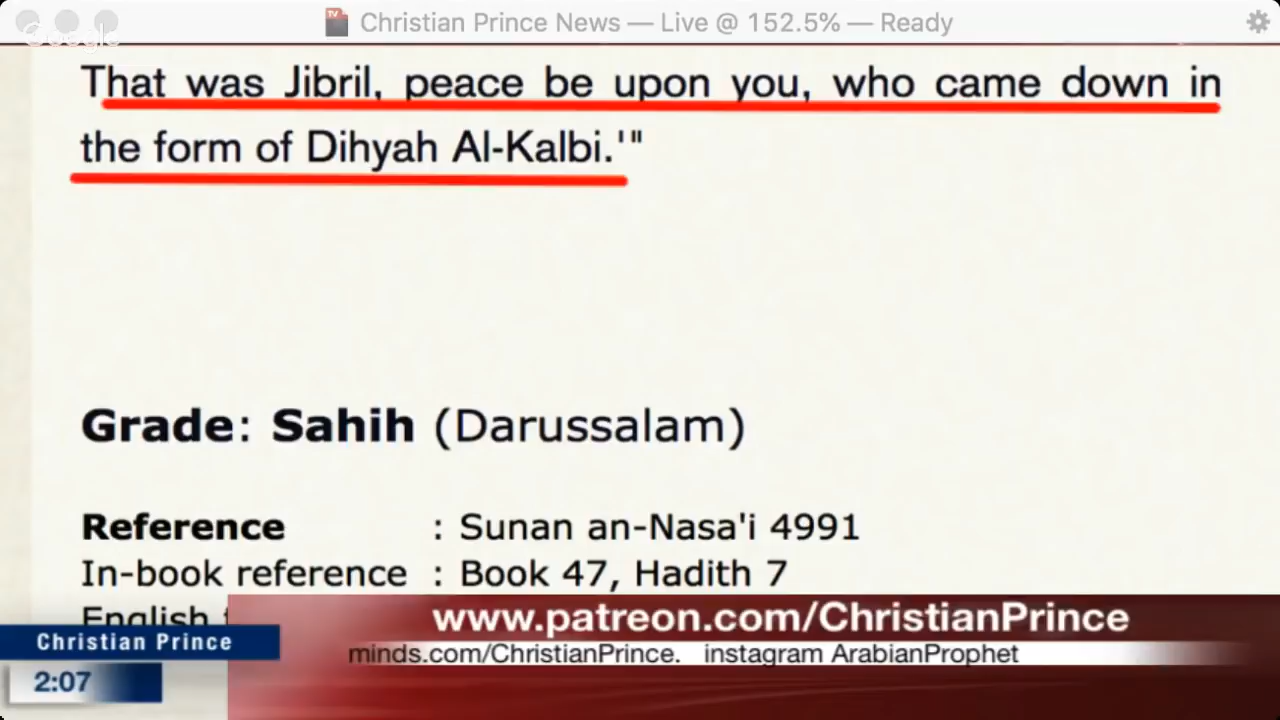 Christian Prince News — Live @ 152.5% — Ready
Google
That was Jibril, peace be upon you, who came down in
the form of Dihyah Al-Kalbi.'"
Grade: Sahih (Darussalam)
Reference : Sunan an-Nasa'i 4991
In-book reference : Book 47, Hadith 7
English
www.patreon.com/ChristianPrince
Christian Prince
minds.com/ChristianPrince. instagram ArabianProphet
2:07